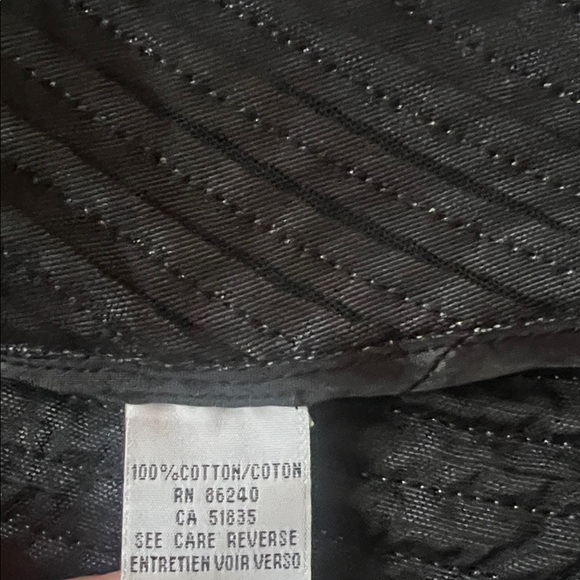 100%COTTON/COTON
RN 86240
CA 51835
SEE CARE REVERSE
ENTRETIEN VOIR VERSO